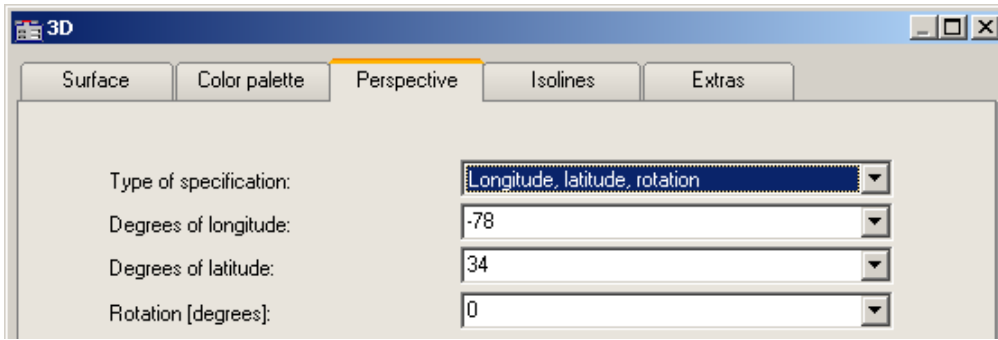 3D
Surface Color palette Perspective Isolines Extras
Type of specification: Longitude, latitude, rotation
Degrees of longitude: -78
Degrees of latitude: 34
Rotation [degrees]: 0